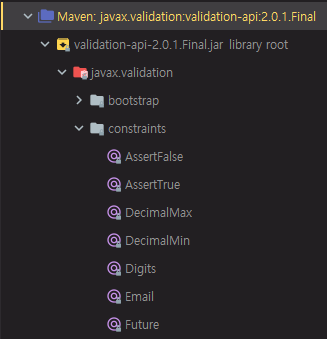 Maven: javax.validation:validation-api:2.0.1.Final
validation-api-2.0.1.Final.jar library root
javax.validation
bootstrap
constraints
AssertFalse
AssertTrue
DecimalMax
DecimalMin
Digits
Email
Future